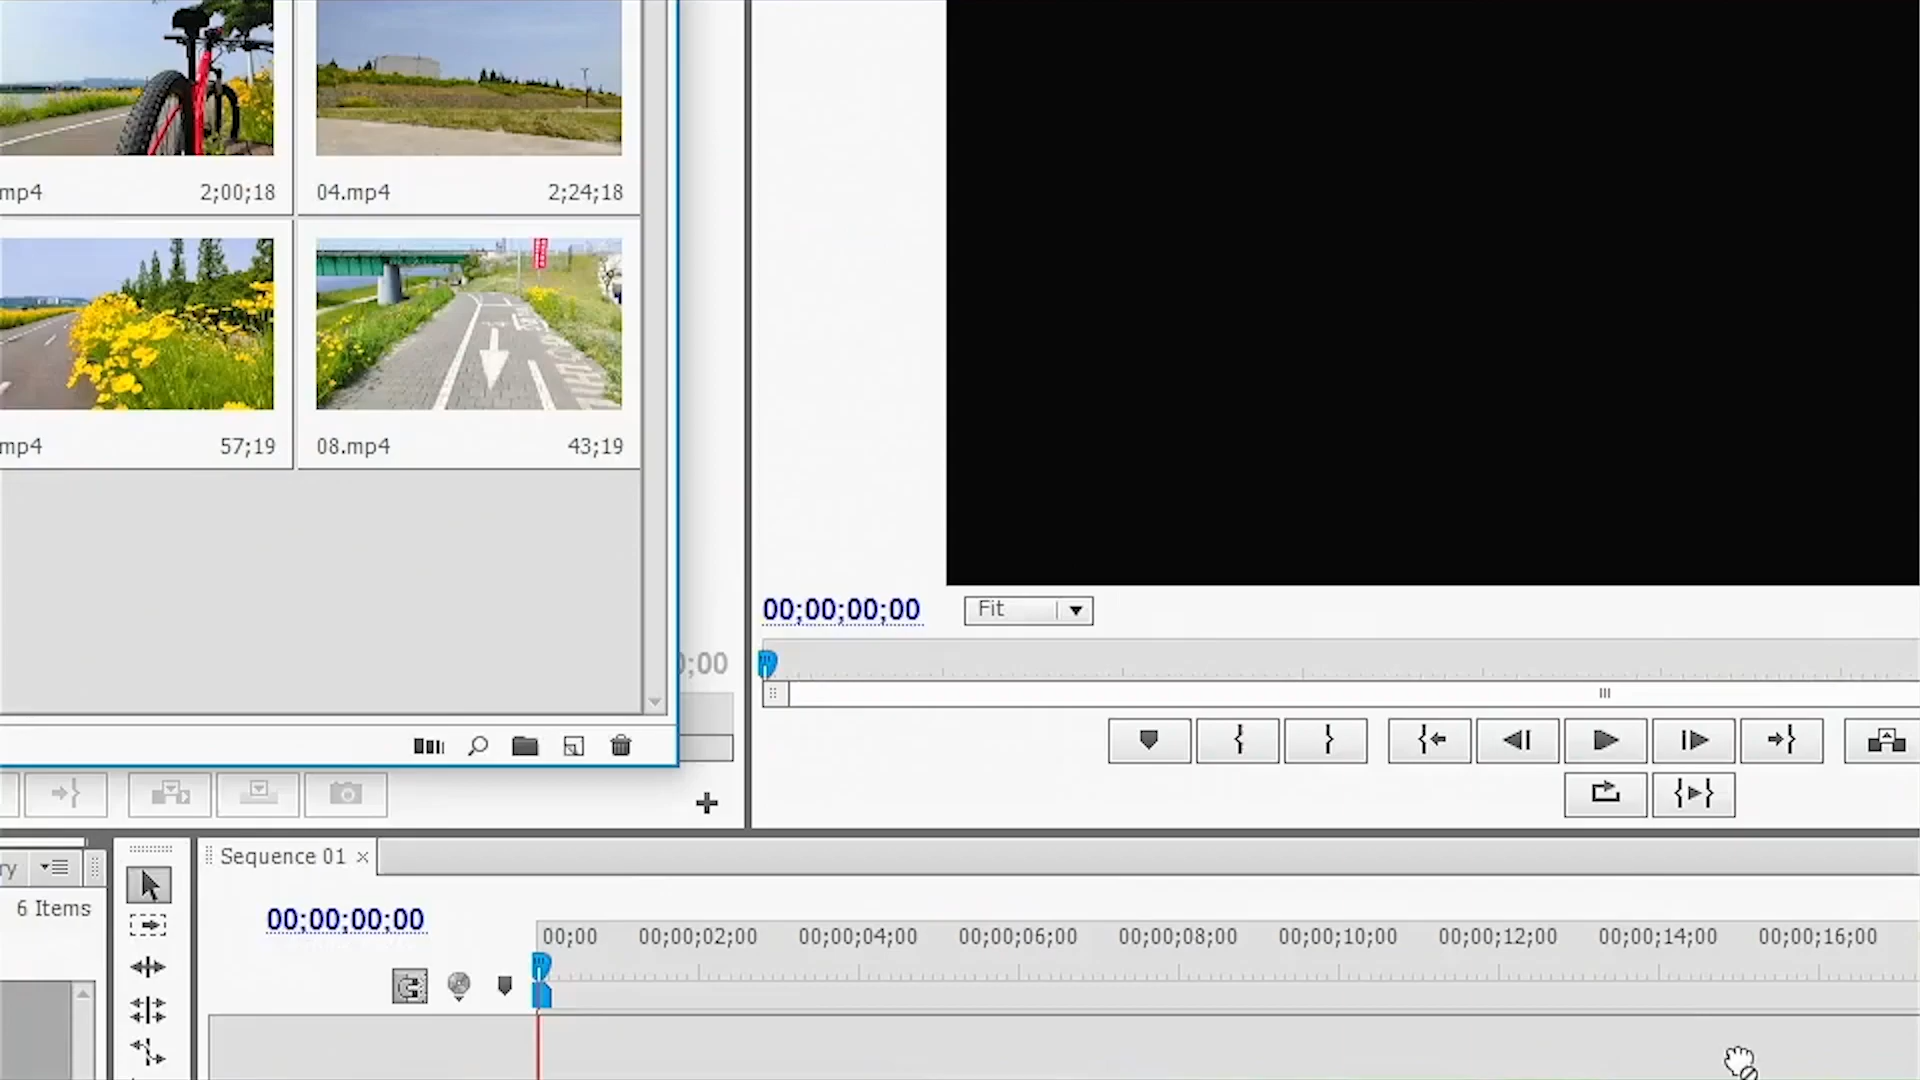 mp4 2;00;18 04.mp4 2;24;18
mp4 57;19 08.mp4 43;19
00;00;00;00 Fit
;00
Sequence 01
ry
6 Items
00;00;00;00
00;00 00;00;02;00 00;00;04;00 00;00;06;00 00;00;08;00 00;00;10;00 00;00;12;00 00;00;14;00 00;00;16;00